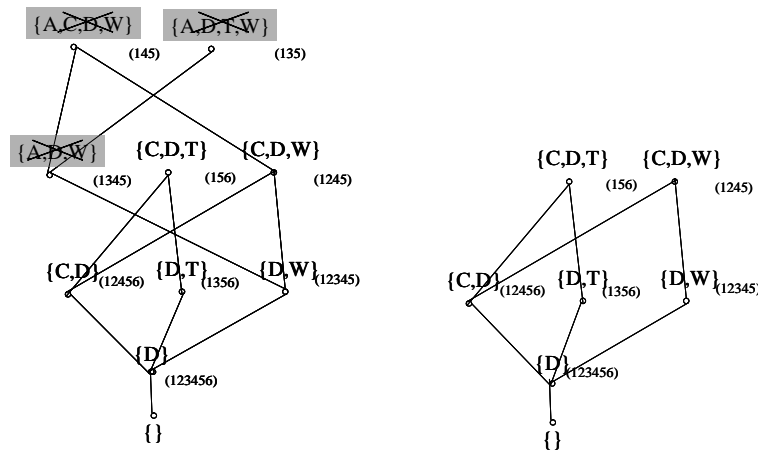 {A,C,D,W} {A,D,T,W}
(145) (135)
{A,D,W} {C,D,T} {C,D,W}
(1345) (156) (1245)
{C,D} (12456) {D,T} (1356) {D,W} (12345)
{D}
(123456)
{}
{C,D,T} {C,D,W}
(156) (1245)
{C,D} (12456) {D,T} (1356) {D,W} (12345)
{D} (123456)
{}